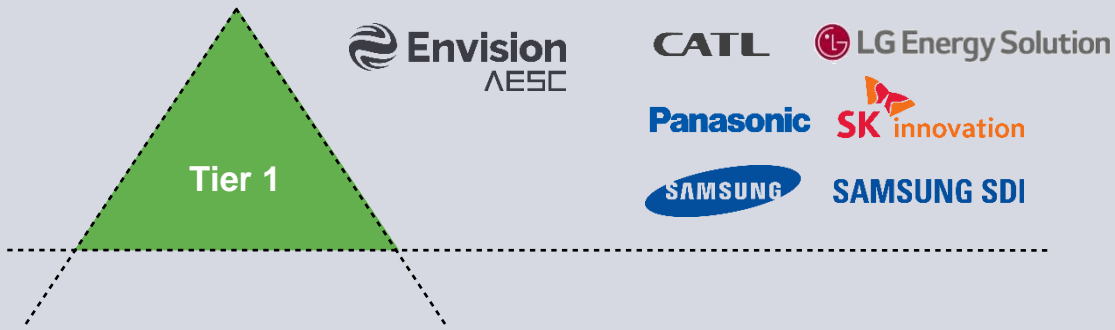 Envision
AESC
CATL
LG Energy Solution
Panasonic
SK innovation
Tier 1
SAMSUNG
SAMSUNG SDI